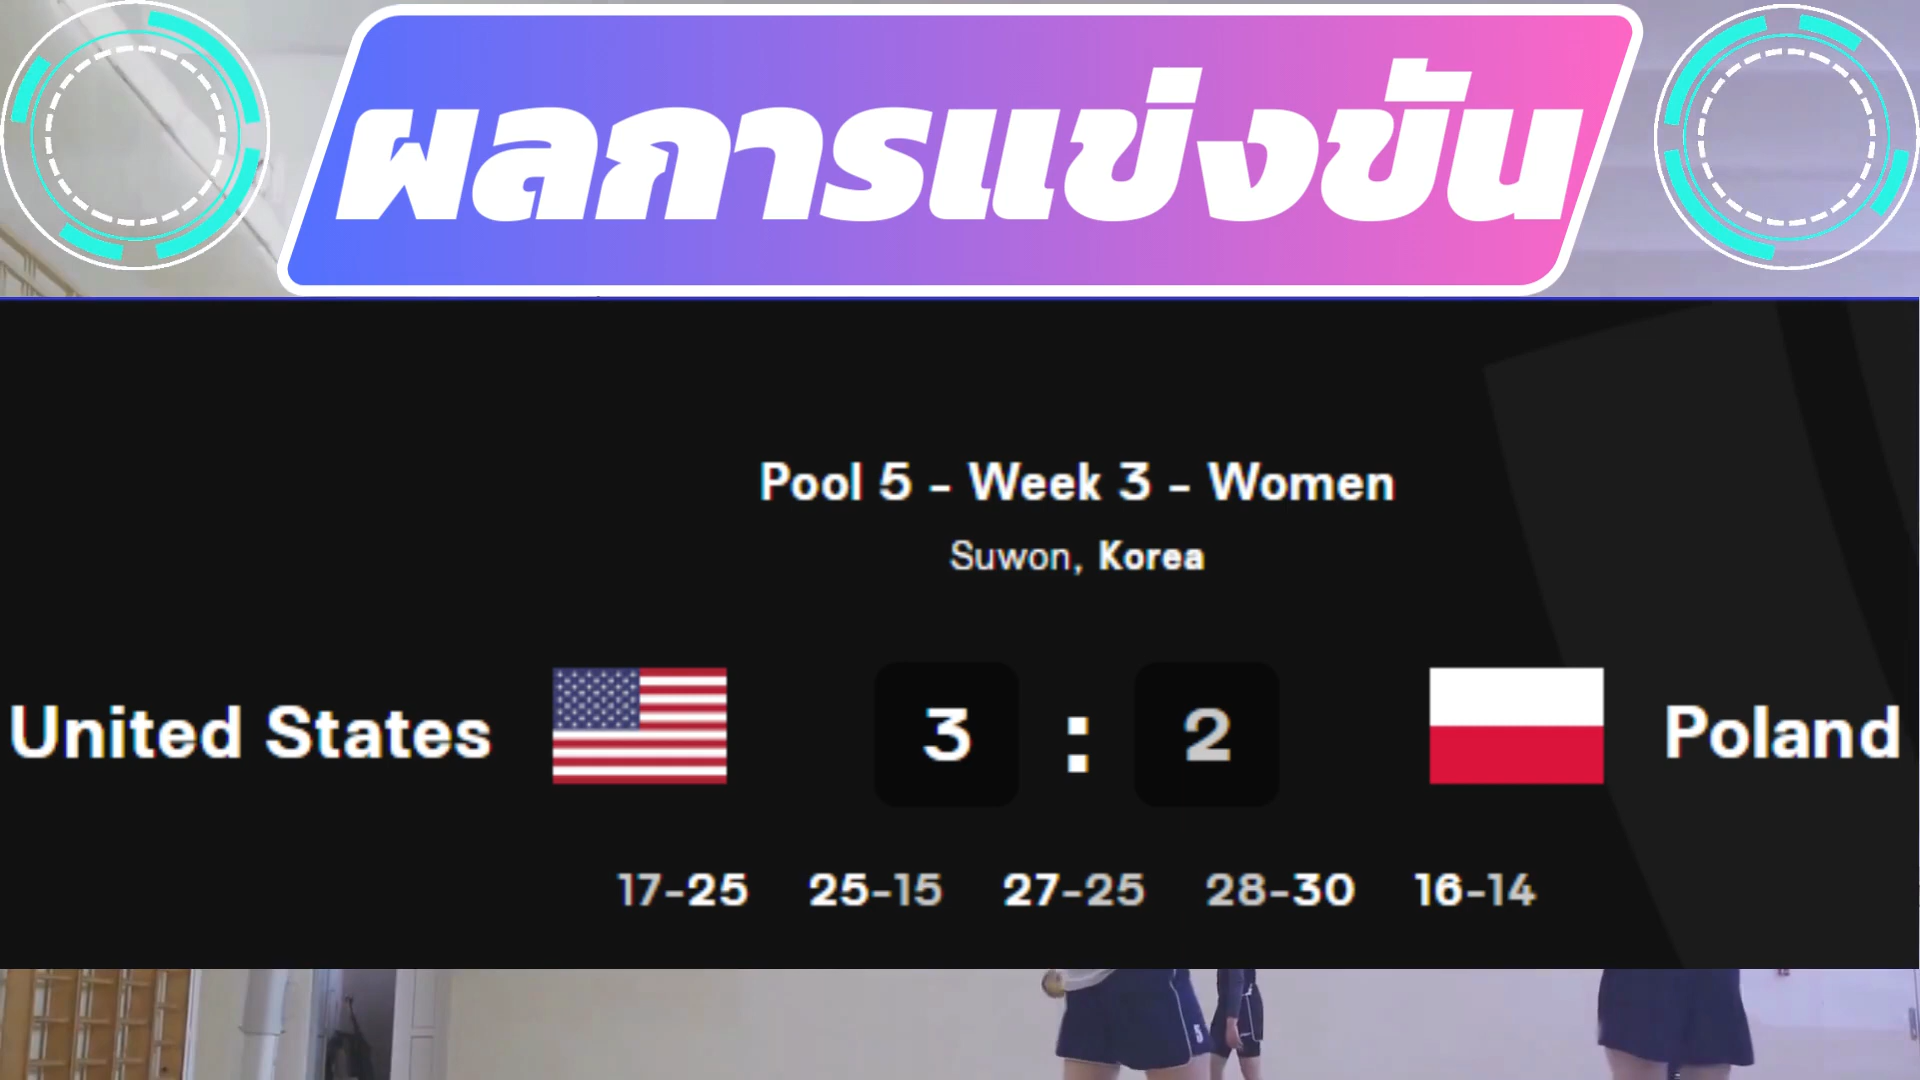 ผลการแข่งขัน
Pool 5 - Week 3 - Women
Suwon, Korea
United States 3 : 2 Poland
17-25 25-15 27-25 28-30 16-14
5